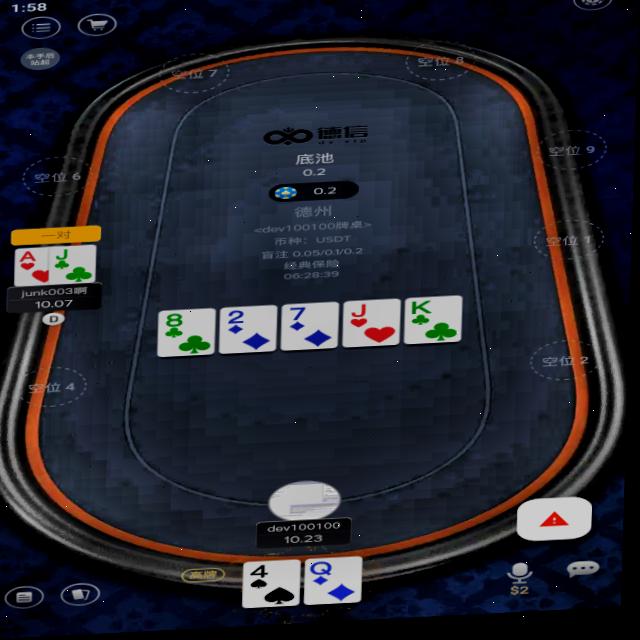 1:58
空位 7
空位 8
空位 9
空位 6
德信
底池
0.2
0.2
德州
<dev100100牌桌>
币种：USDT
盲注 0.05/0.1/0.2
经典保险
06:28:39
空位 1
一对
A J
junk003啊
10.07
D
8 2 7 J K
空位 2
空位 4
dev100100
10.23
4 Q
$2